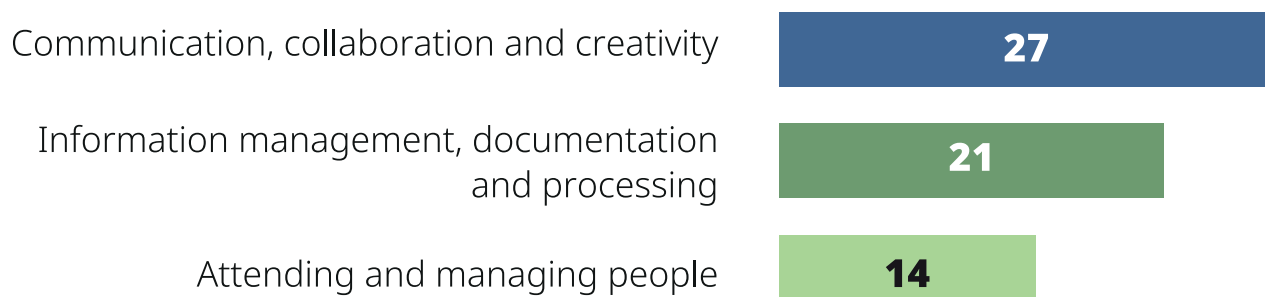 Communication, collaboration and creativity
27
Information management, documentation
and processing
21
Attending and managing people
14